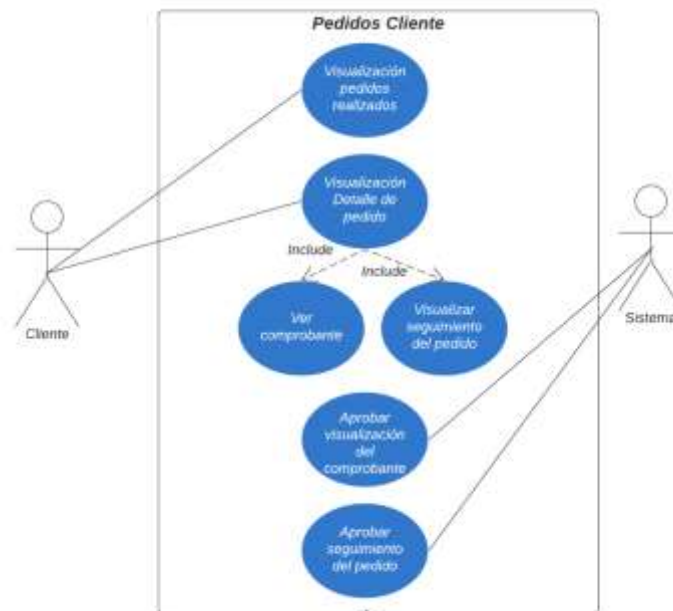 Pedidos Cliente
Visualización
pedidos
realizados
Visualización
Detalle de
pedido
Include
Include
Ver
comprobante
Visualizar
seguimiento
del pedido
Cliente
Sistema
Aprobar
visualización
del
comprobante
Aprobar
seguimiento
del pedido